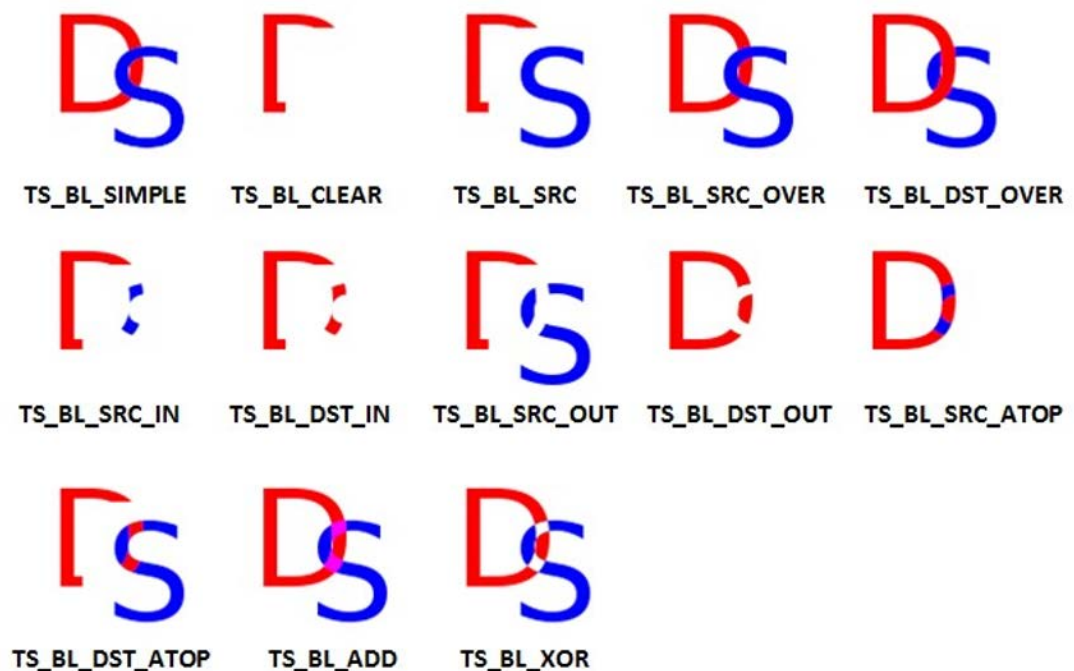 D S D D S D S D S
TS_BL_SIMPLE TS_BL_CLEAR TS_BL_SRC TS_BL_SRC_OVER TS_BL_DST_OVER
D D D S D D
TS_BL_SRC_IN TS_BL_DST_IN TS_BL_SRC_OUT TS_BL_DST_OUT TS_BL_SRC_ATOP
D S D S D S
TS_BL_DST_ATOP TS_BL_ADD TS_BL_XOR